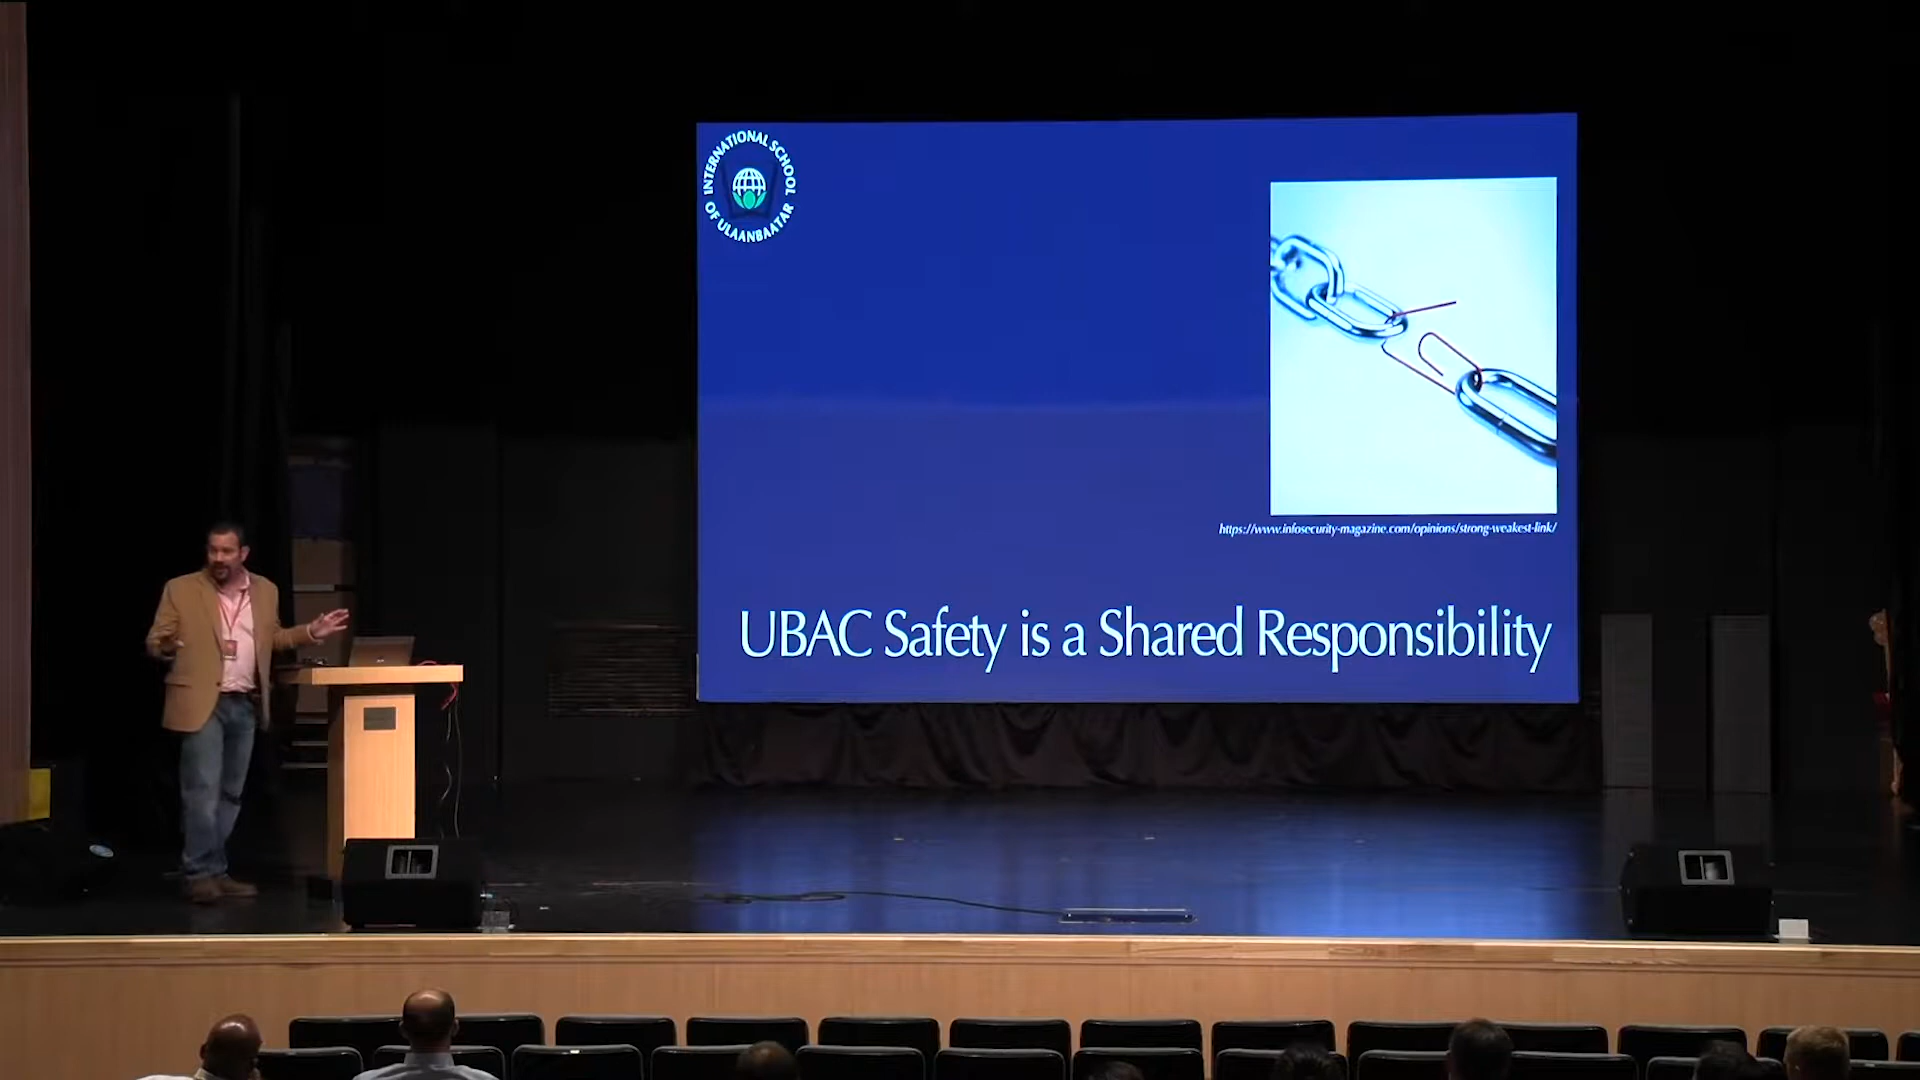 INTERNATIONAL SCHOOL
OF ULAANBAATAR
https://www.infosecurity-magazine.com/opinions/strong-weakest-link/
UBAC Safety is a Shared Responsibility